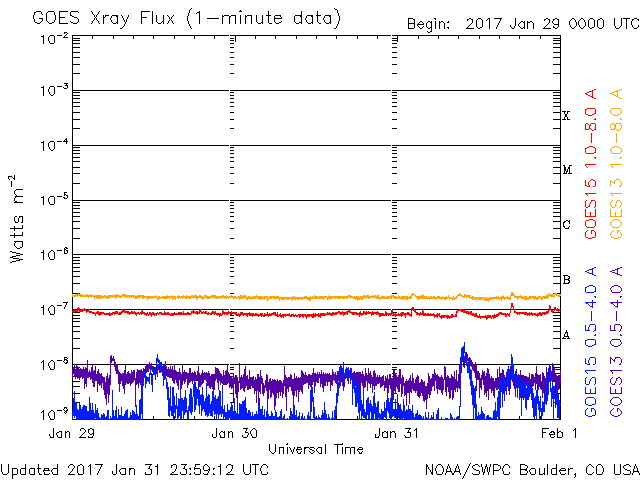 GOES Xray Flux (1-minute data)
Begin: 2017 Jan 29 0000 UTC
10⁻²
10⁻³
10⁻⁴
10⁻⁵
10⁻⁶
10⁻⁷
10⁻⁸
10⁻⁹
Watts m⁻²
X
M
C
B
A
GOES15 1.0-8.0 A
GOES13 1.0-8.0 A
GOES15 0.5-4.0 A
GOES13 0.5-4.0 A
Jan 29
Jan 30
Jan 31
Feb 1
Universal Time
Updated 2017 Jan 31 23:59:12 UTC
NOAA/SWPC Boulder, CO USA